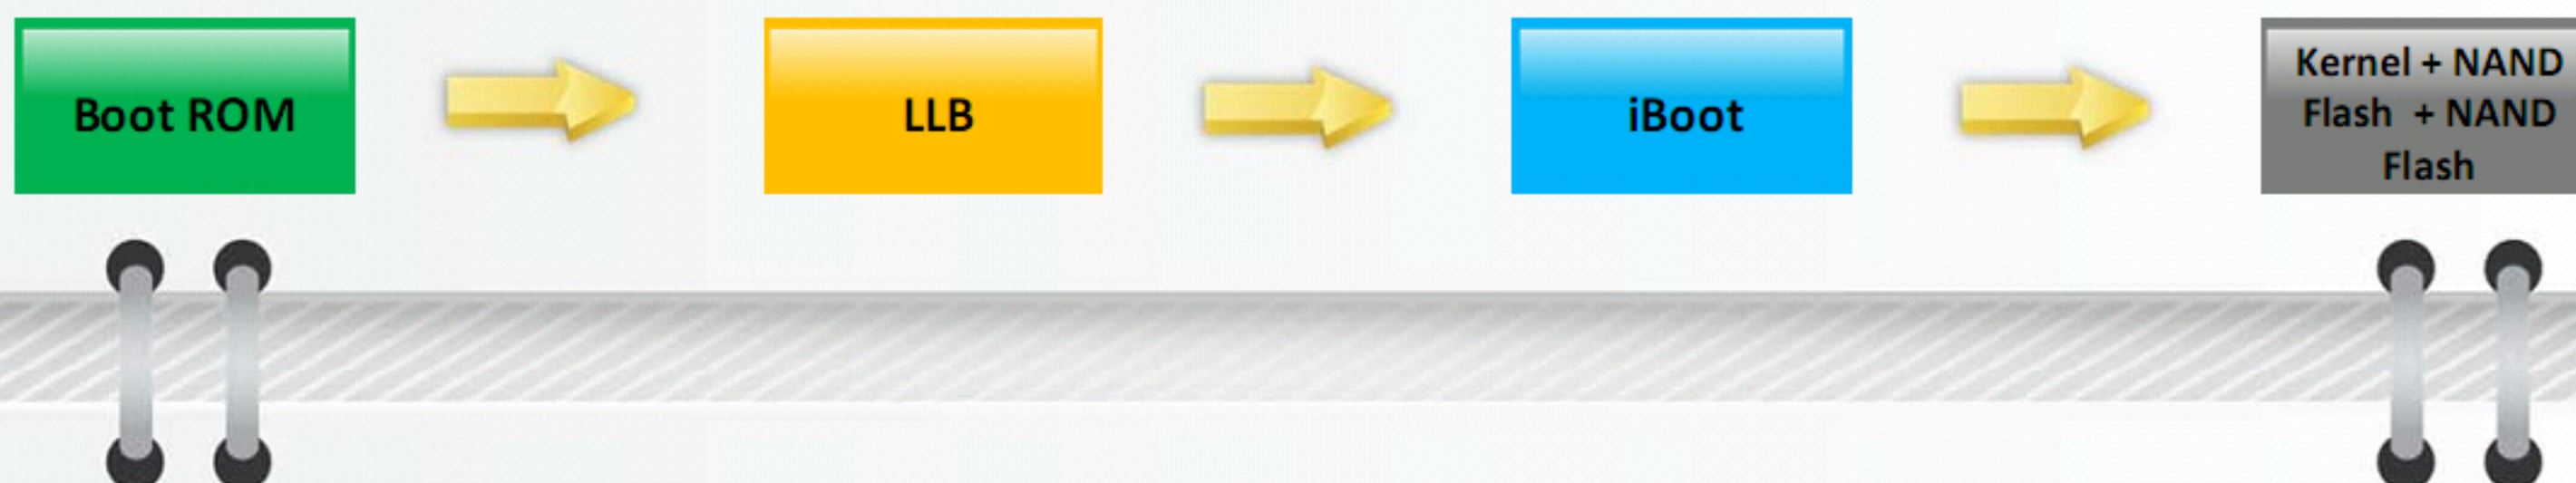 Boot ROM
LLB
iBoot
Kernel + NAND
Flash + NAND
Flash